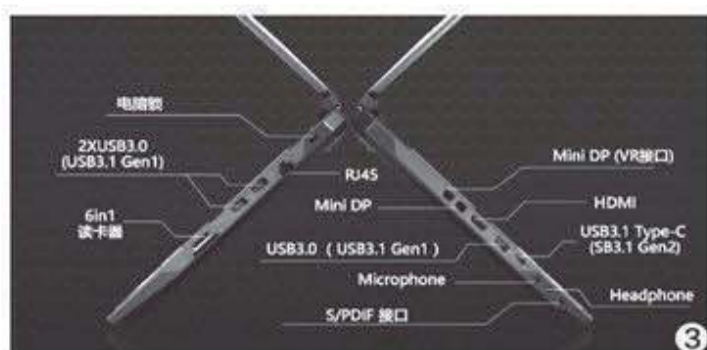 电脑锁
2XUSB3.0
(USB3.1 Gen1)
6in1
读卡器
RJ45
Mini DP
USB3.0 ( USB3.1 Gen1 )
Microphone
S/PDIF 接口
Mini DP (VR接口)
HDMI
USB3.1 Type-C
(SB3.1 Gen2)
Headphone
3